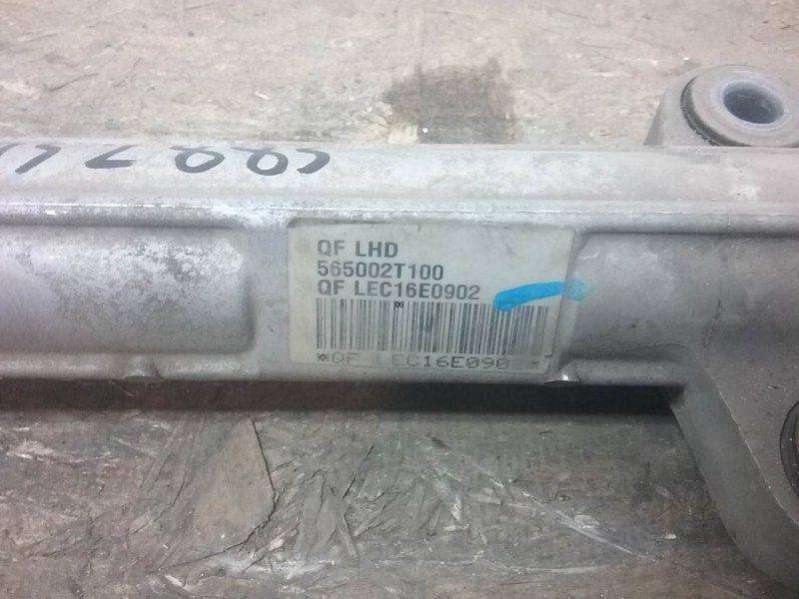 QF LHD
565002T100
QF LEC16E0902
*QF LEC16E090